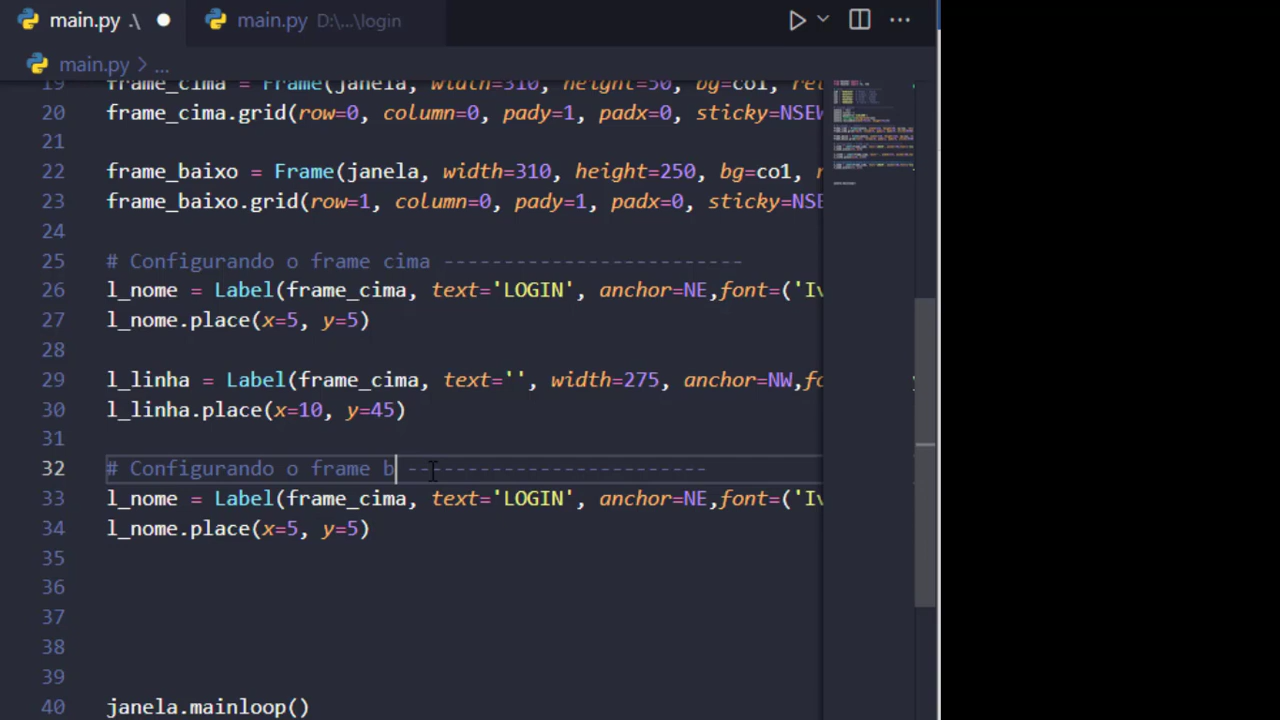 main.py .\ main.py D:\...\login
main.py > ...
19 frame_cima = Frame(janela, width=310, height=50, bg=co1, rel
20 frame_cima.grid(row=0, column=0, pady=1, padx=0, sticky=NSEW
21
22 frame_baixo = Frame(janela, width=310, height=250, bg=co1, r
23 frame_baixo.grid(row=1, column=0, pady=1, padx=0, sticky=NSE
24
25 # Configurando o frame cima -------------------------
26 l_nome = Label(frame_cima, text='LOGIN', anchor=NE,font=('Iv
27 l_nome.place(x=5, y=5)
28
29 l_linha = Label(frame_cima, text='', width=275, anchor=NW,fo
30 l_linha.place(x=10, y=45)
31
32 # Configurando o frame b -------------------------
33 l_nome = Label(frame_cima, text='LOGIN', anchor=NE,font=('Iv
34 l_nome.place(x=5, y=5)
35
36
37
38
39
40 janela.mainloop()